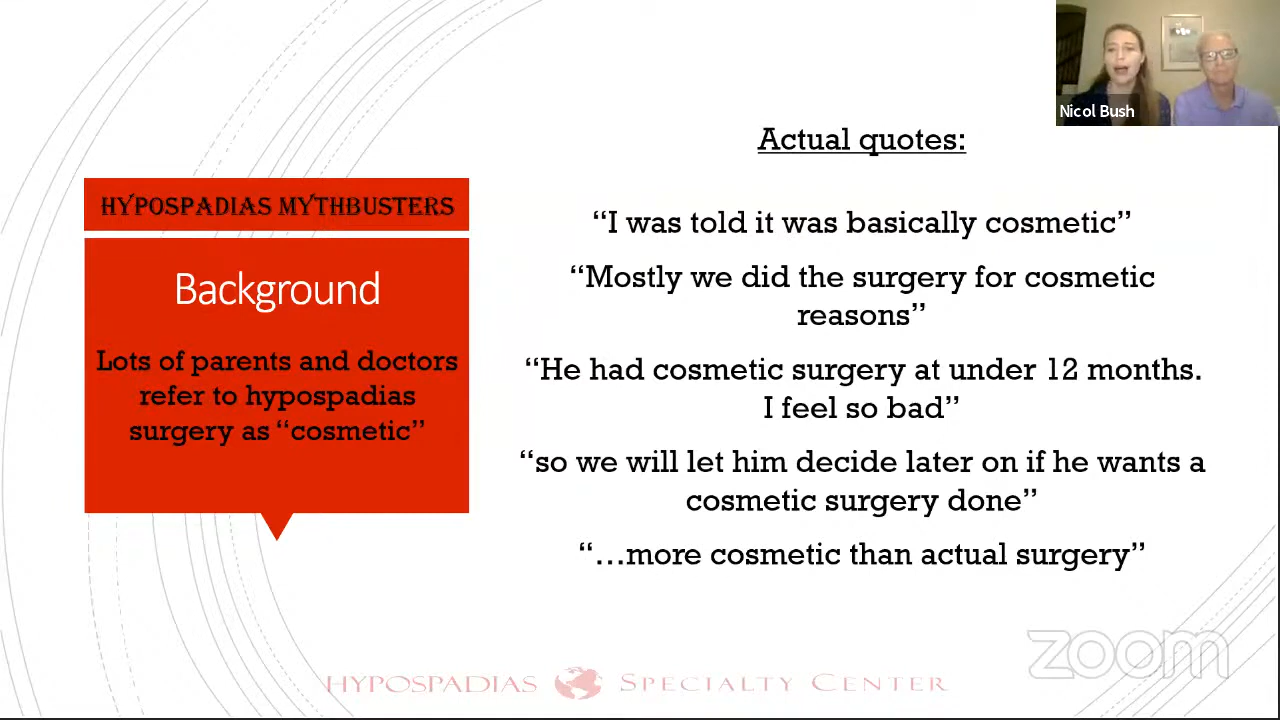 Nicol Bush
HYPOSPADIAS MYTHBUSTERS
Background
Lots of parents and doctors
refer to hypospadias
surgery as “cosmetic”
Actual quotes:
“I was told it was basically cosmetic”
“Mostly we did the surgery for cosmetic
reasons”
“He had cosmetic surgery at under 12 months.
I feel so bad”
“so we will let him decide later on if he wants a
cosmetic surgery done”
“…more cosmetic than actual surgery”
zoom
HYPOSPADIAS SPECIALTY CENTER